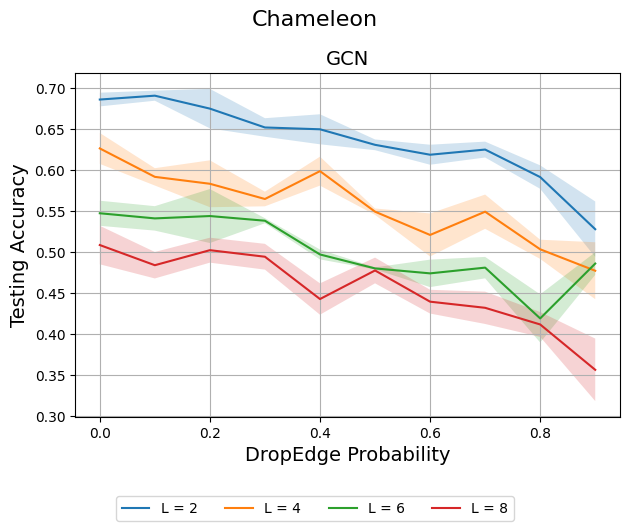 Chameleon
GCN
0.70
0.65
0.60
0.55
0.50
0.45
0.40
0.35
0.30
Testing Accuracy
0.0 0.2 0.4 0.6 0.8
DropEdge Probability
L = 2 L = 4 L = 6 L = 8